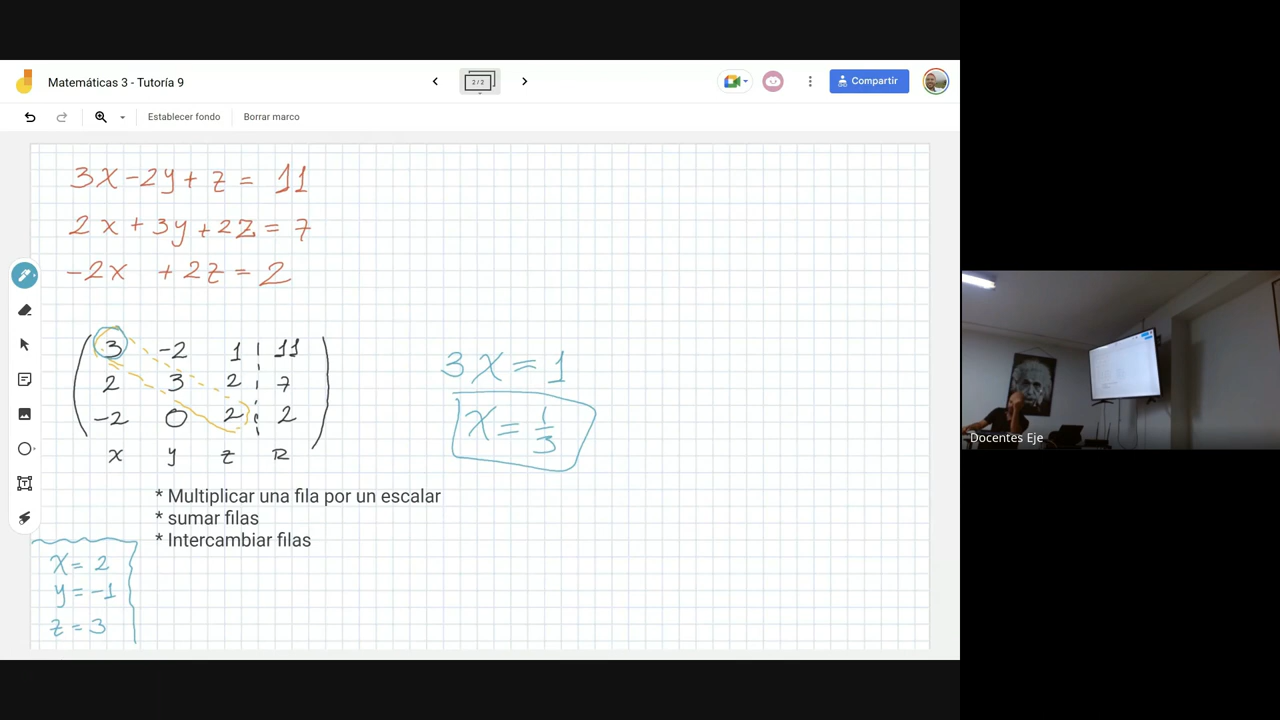 Matemáticas 3 - Tutoría 9
2/2
Compartir
Establecer fondo
Borrar marco
3x - 2y + z = 11
2x + 3y + 2z = 7
-2x + 2z = 2
3 -2 1 11
2 3 2 7
-2 0 2 2
x y z R
3x = 1
x = 1/3
* Multiplicar una fila por un escalar
* sumar filas
* Intercambiar filas
x = 2
y = -1
z = 3
Docentes Eje